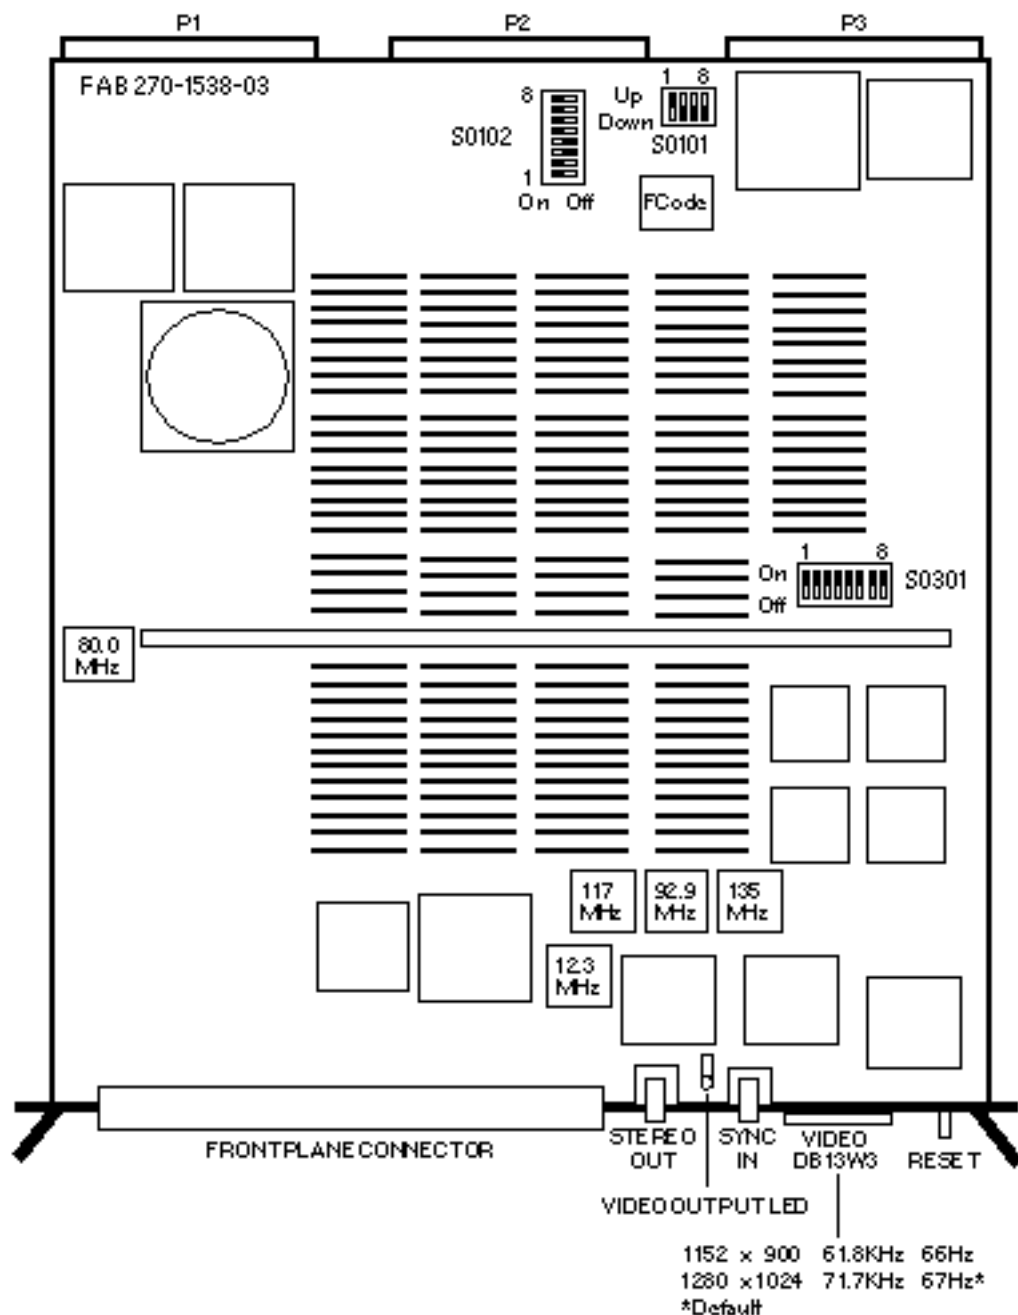 P1 P2 P3
FAB 270-1538-03
8
1 8
Up
Down
S0102
S0101
1
On Off
FCode
1 8
On
Off
S0301
80.0
MHz
117
MHz
92.9
MHz
135
MHz
12.3
MHz
FRONTPLANE CONNECTOR
STEREO
OUT
SYNC
IN
VIDEO
DB13W3
RESET
VIDEO OUTPUT LED
1152 x 900 61.8KHz 66Hz
1280 x1024 71.7KHz 67Hz*
*Default